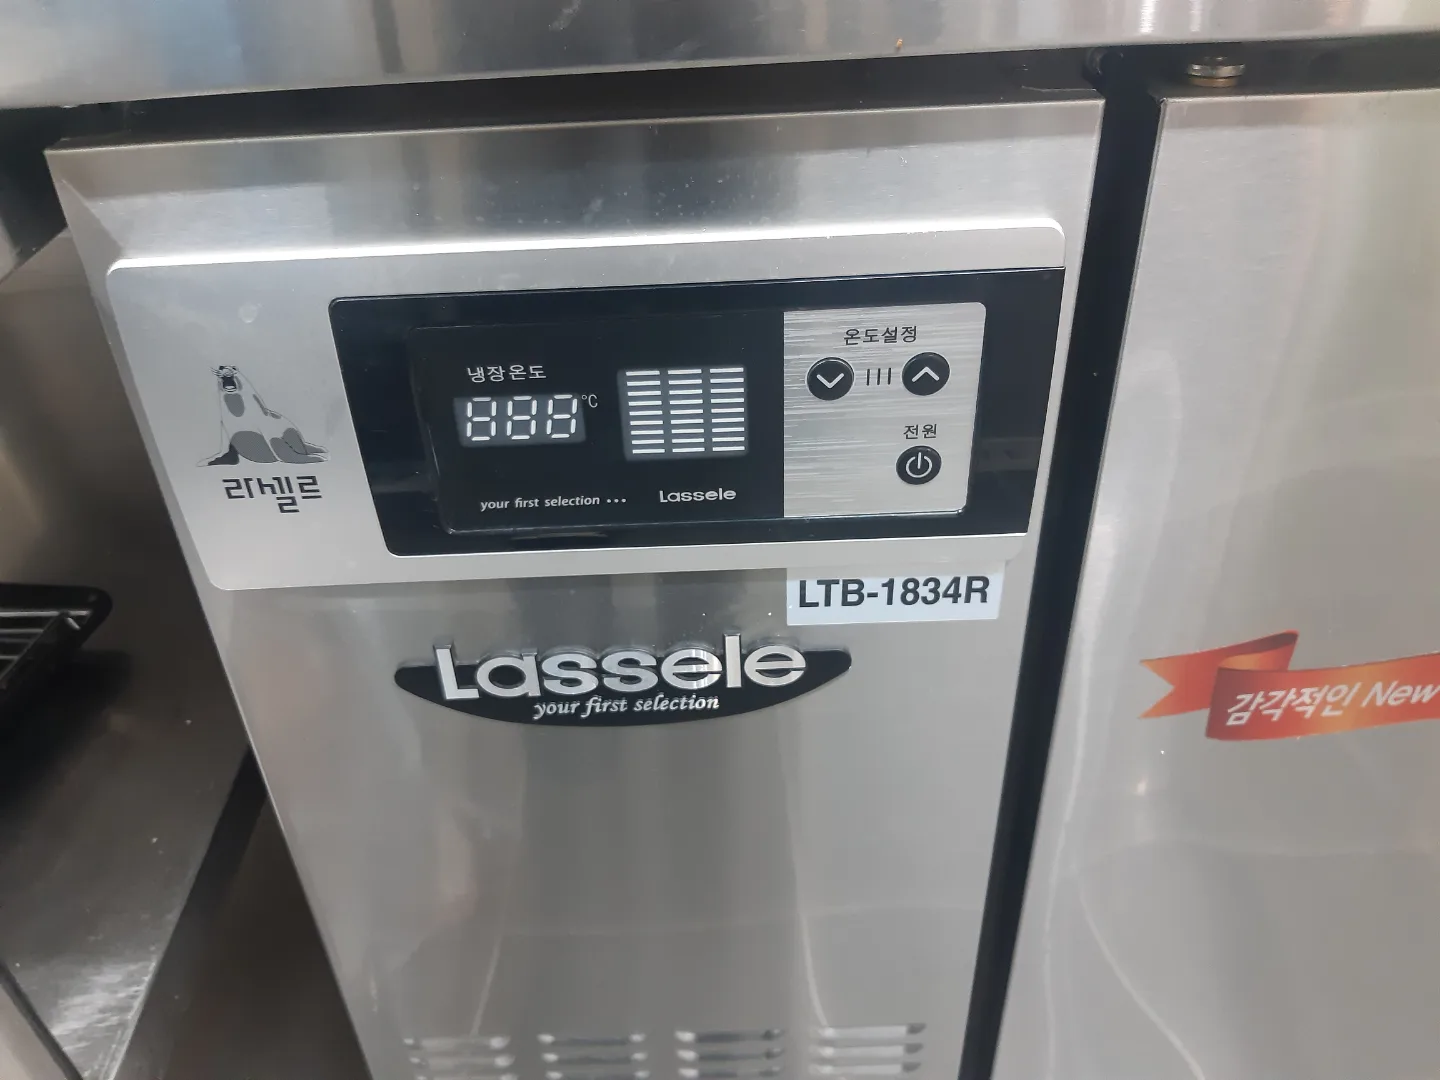 냉장온도
888 °C
온도설정
전원
your first selection •••
Lassele
라셀르
LTB-1834R
Lassele
your first selection
감각적인 New